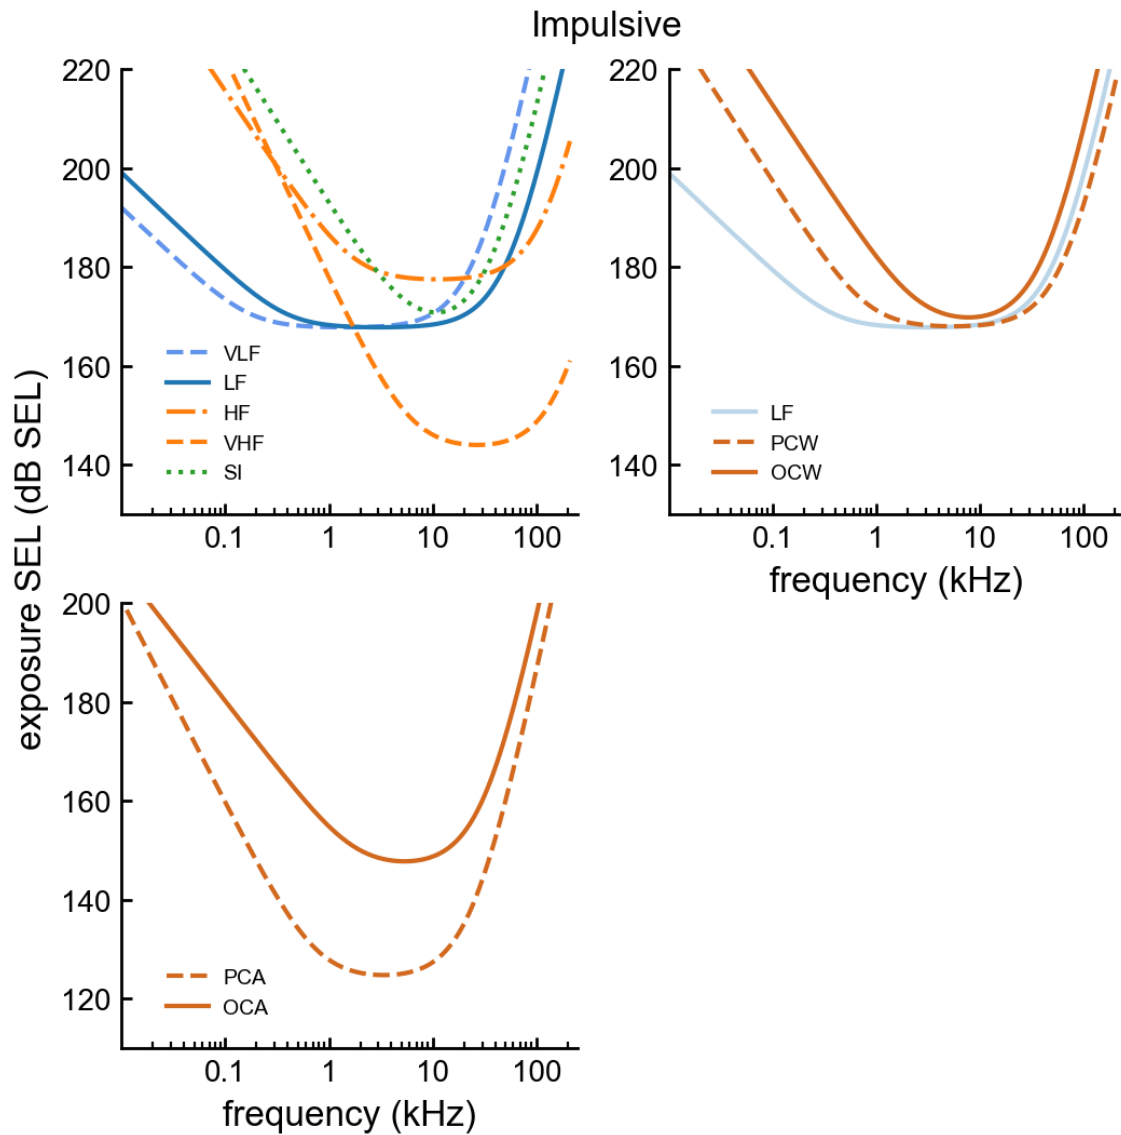 Impulsive
exposure SEL (dB SEL)
220
200
180
160
140
VLF
LF
HF
VHF
SI
0.1 1 10 100
220
200
180
160
140
LF
PCW
OCW
0.1 1 10 100
frequency (kHz)
200
180
160
140
120
PCA
OCA
0.1 1 10 100
frequency (kHz)